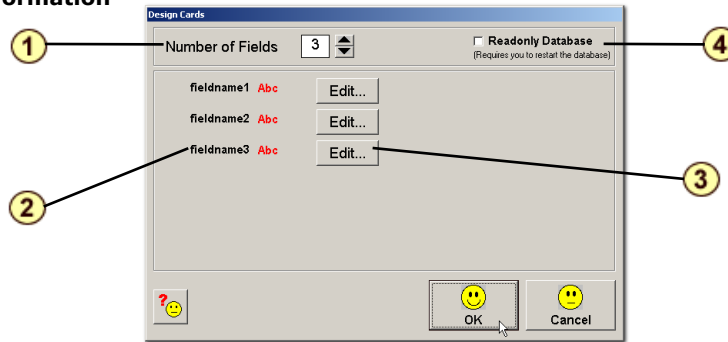 ormation
Design Cards
1
Number of Fields 3
Readonly Database
(Requires you to restart the database)
4
fieldname1 Abc Edit...
fieldname2 Abc Edit...
fieldname3 Abc Edit...
2
3
?
OK
Cancel